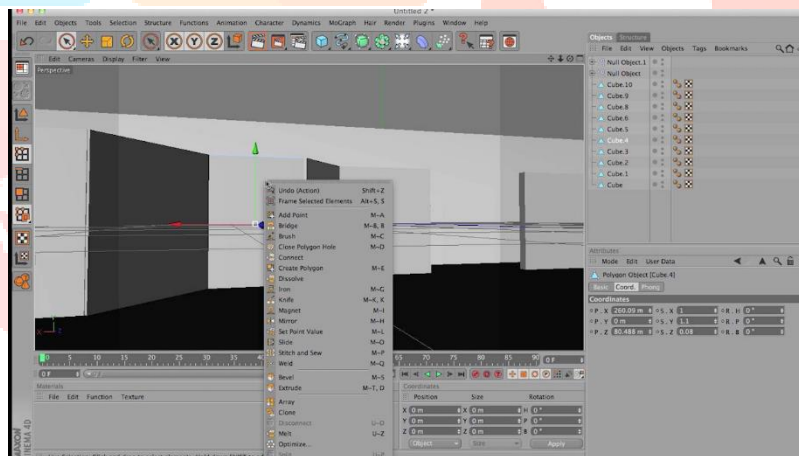 Untitled 2 *
File Edit Objects Tools Selection Structure Functions Animation Character Dynamics MoGraph Hair Render Plugins Window Help
Edit Cameras Display Filter View
Perspective
Undo (Action) Shift+Z
Frame Selected Elements Alt+S, S
Add Point M~A
Bridge M~B, B
Brush M~C
Close Polygon Hole M~D
Connect
Create Polygon M~E
Dissolve
Iron M~G
Knife M~K, K
Magnet M~I
Mirror M~H
Set Point Value M~L
Slide M~O
Stitch and Sew M~P
Weld M~Q
Bevel M~S
Extrude M~T, D
Array
Clone
Disconnect U~D
Melt U~Z
Optimize...
Objects Structure
File Edit View Objects Tags Bookmarks
Null Object.1
Null Object
Cube.10
Cube.9
Cube.8
Cube.6
Cube.5
Cube.4
Cube.3
Cube.2
Cube.1
Cube
Attributes
Mode Edit User Data
Polygon Object [Cube.4]
Basic Coord. Phong
Coordinates
P . X 260.09 m S . X 1 R . H 0 °
P . Y 0 m S . Y 1.1 R . P 0 °
P . Z 80.488 m S . Z 0.08 R . B 0 °
0 5 10 15 20 25 30 35 40 65 70 75 80 85 90 0 F
0 F
Materials
File Edit Function Texture
Coordinates
Position Size Rotation
X 0 m X 0 m H 0 °
Y 0 m Y 0 m P 0 °
Z 0 m Z 0 m B 0 °
Object Size Apply
MAXON
CINEMA 4D